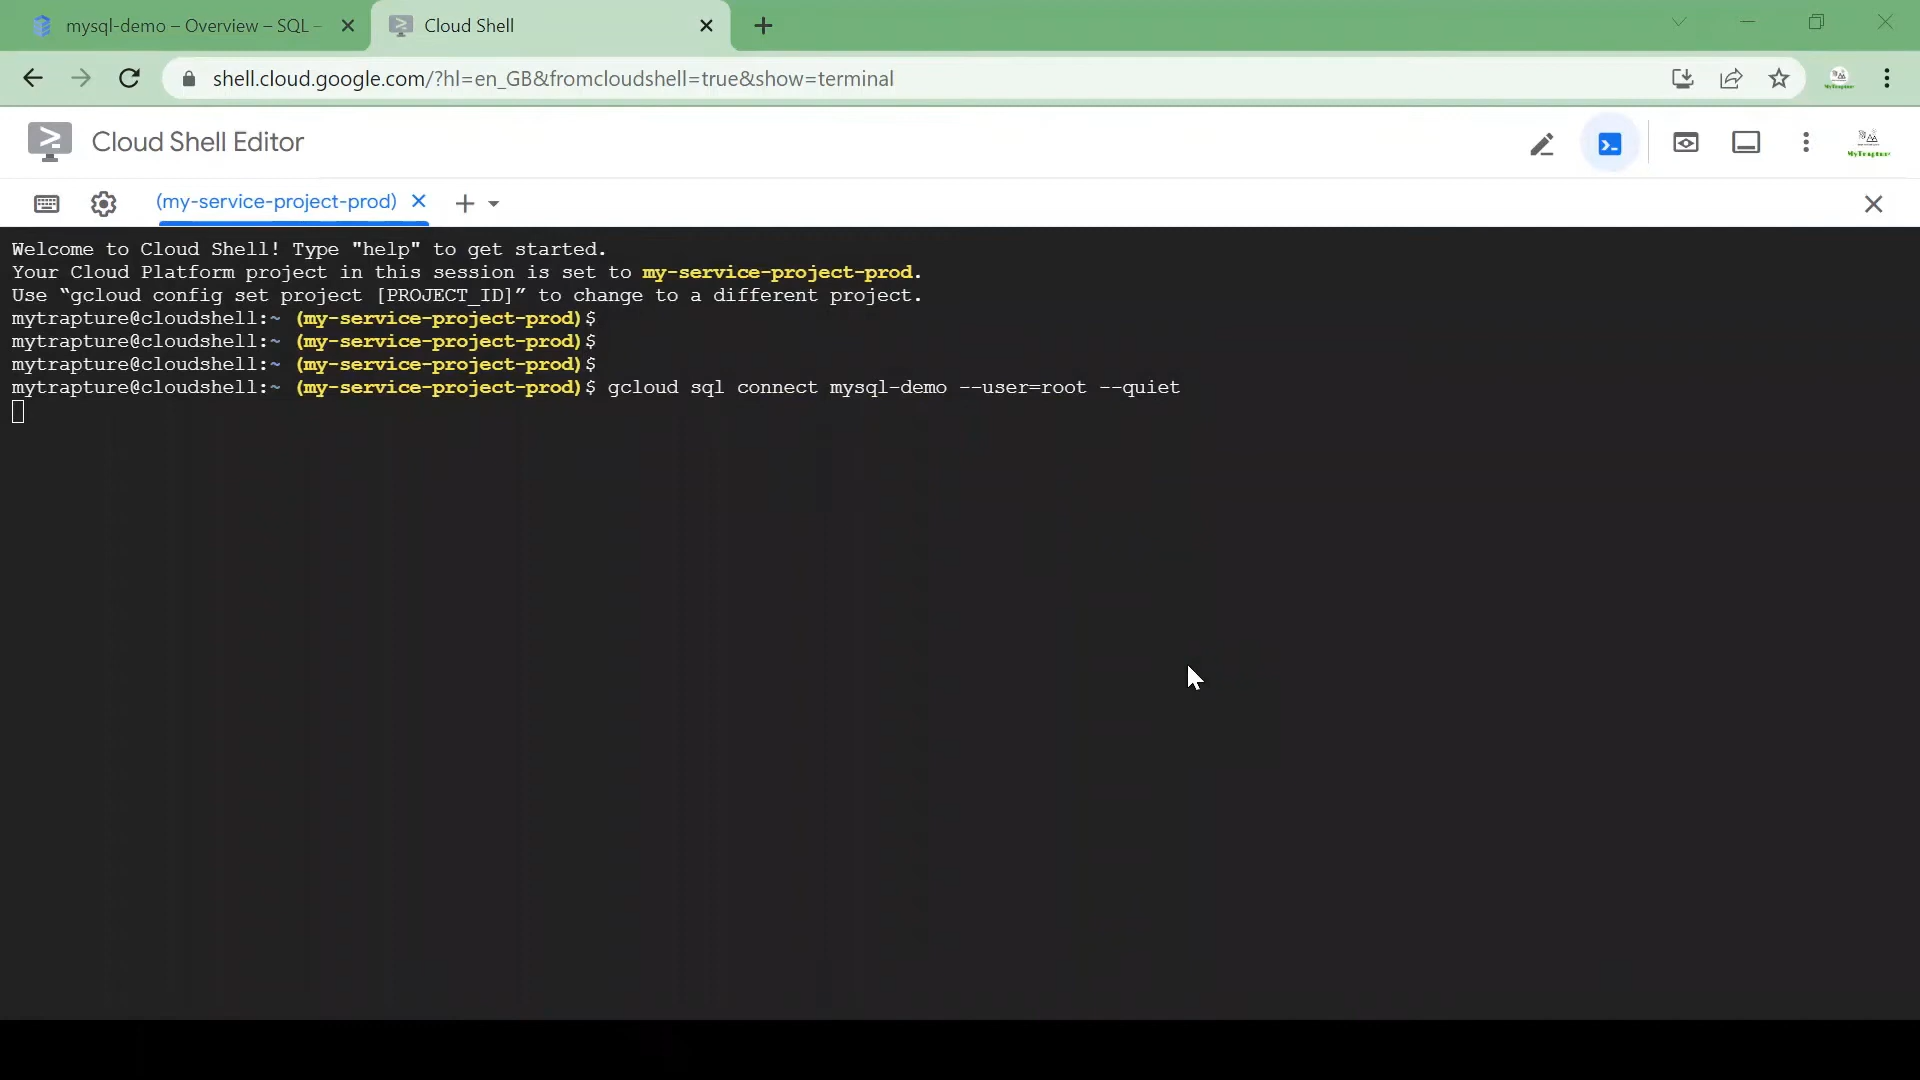 mysql-demo – Overview – SQL –
Cloud Shell
shell.cloud.google.com/?hl=en_GB&fromcloudshell=true&show=terminal
Cloud Shell Editor
(my-service-project-prod)
Welcome to Cloud Shell! Type "help" to get started.
Your Cloud Platform project in this session is set to my-service-project-prod.
Use “gcloud config set project [PROJECT_ID]” to change to a different project.
mytrapture@cloudshell:~ (my-service-project-prod)$
mytrapture@cloudshell:~ (my-service-project-prod)$
mytrapture@cloudshell:~ (my-service-project-prod)$
mytrapture@cloudshell:~ (my-service-project-prod)$ gcloud sql connect mysql-demo --user=root --quiet